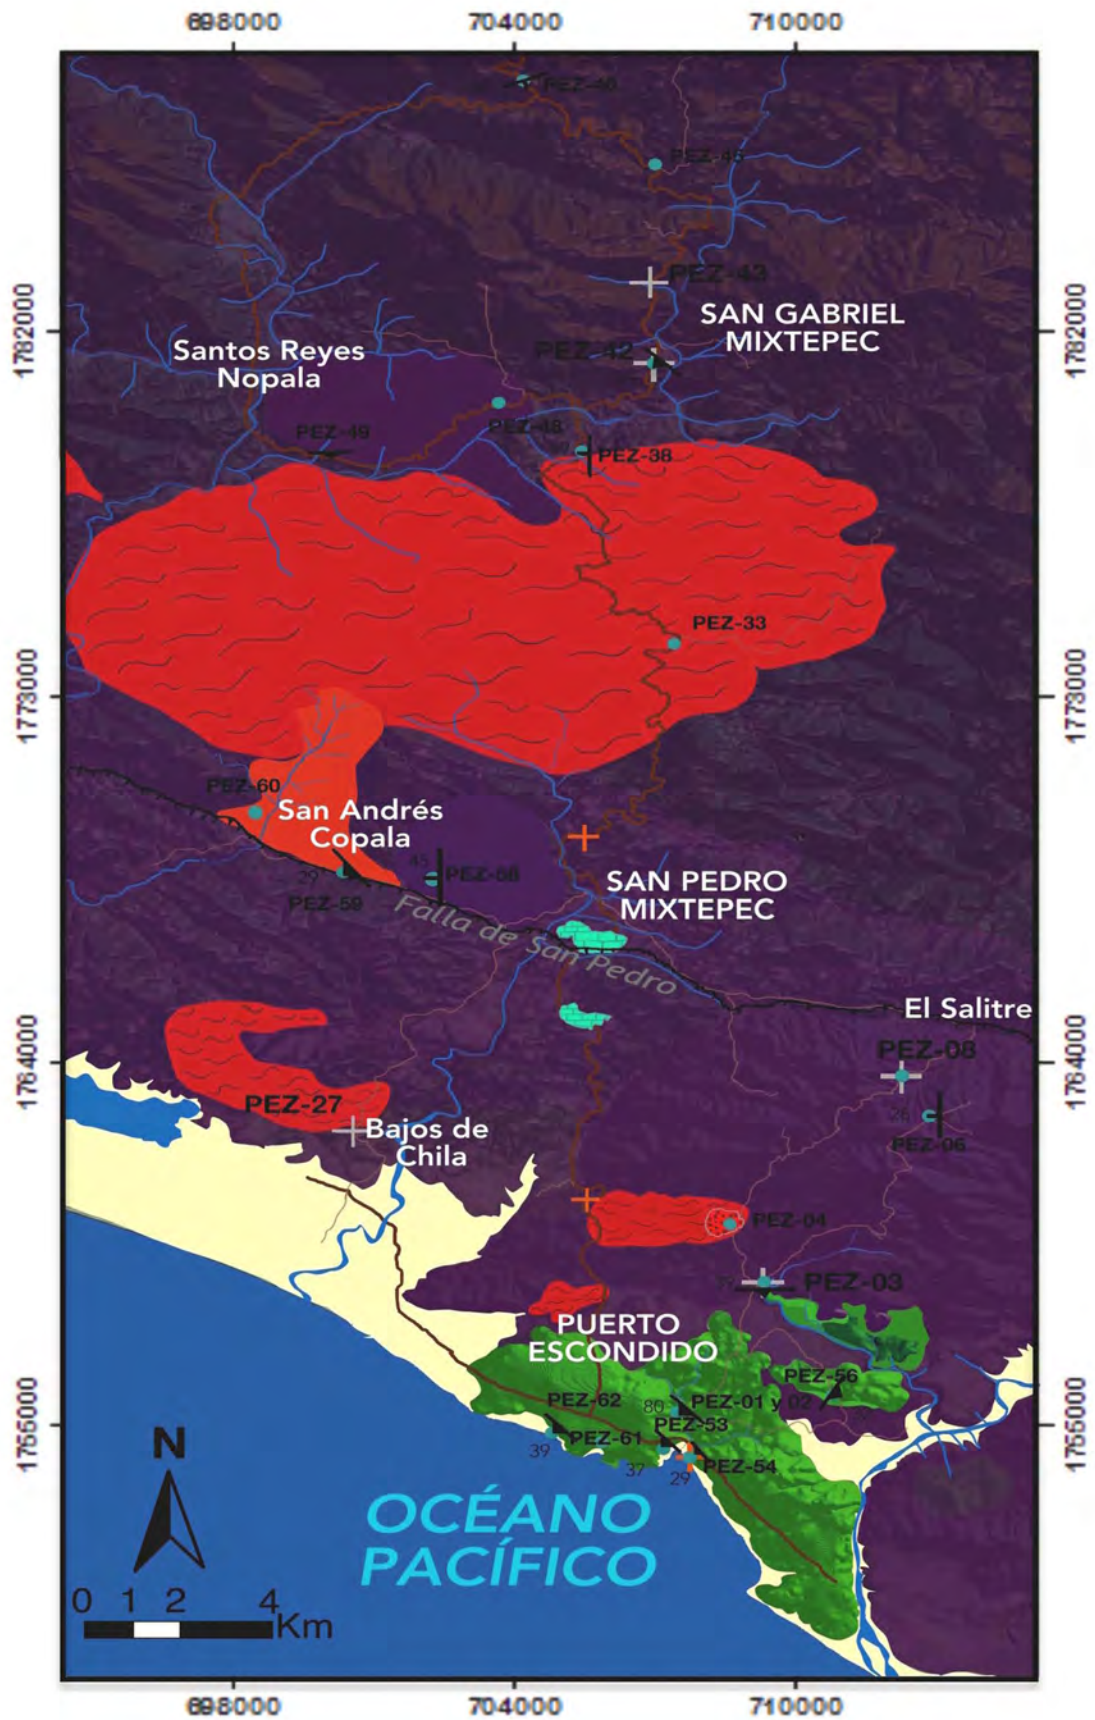 698000
704000
710000
PEZ-46
PEZ-45
PEZ-43
1782000
SAN GABRIEL
MIXTEPEC
1782000
Santos Reyes
Nopala
PEZ-42
PEZ-49
PEZ-48
PEZ-38
PEZ-33
1773000
1773000
PEZ-60
San Andrés
Copala
45
PEZ-58
29
PEZ-59
SAN PEDRO
MIXTEPEC
Falla de San Pedro
El Salitre
1764000
PEZ-08
1764000
PEZ-27
26
PEZ-06
Bajos de
Chila
PEZ-04
PEZ-03
PUERTO
ESCONDIDO
PEZ-56
PEZ-62
80
PEZ-01 y 02
1755000
PEZ-53
1755000
39
PEZ-61
37
29
PEZ-54
N
OCÉANO
PACÍFICO
0 1 2 4
Km
698000
704000
710000